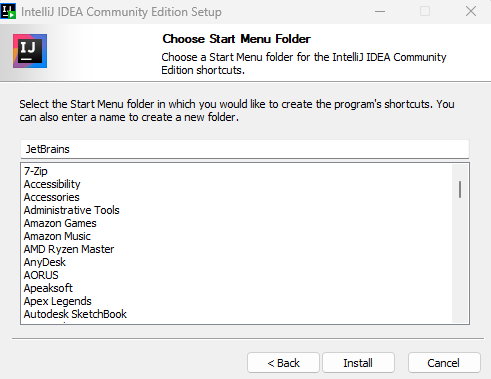 IJ
IntelliJ IDEA Community Edition Setup
IJ
Choose Start Menu Folder
Choose a Start Menu folder for the IntelliJ IDEA Community
Edition shortcuts.
Select the Start Menu folder in which you would like to create the program's shortcuts. You
can also enter a name to create a new folder.
JetBrains
7-Zip
Accessibility
Accessories
Administrative Tools
Amazon Games
Amazon Music
AMD Ryzen Master
AnyDesk
AORUS
Apeaksoft
Apex Legends
Autodesk SketchBook
< Back
Install
Cancel